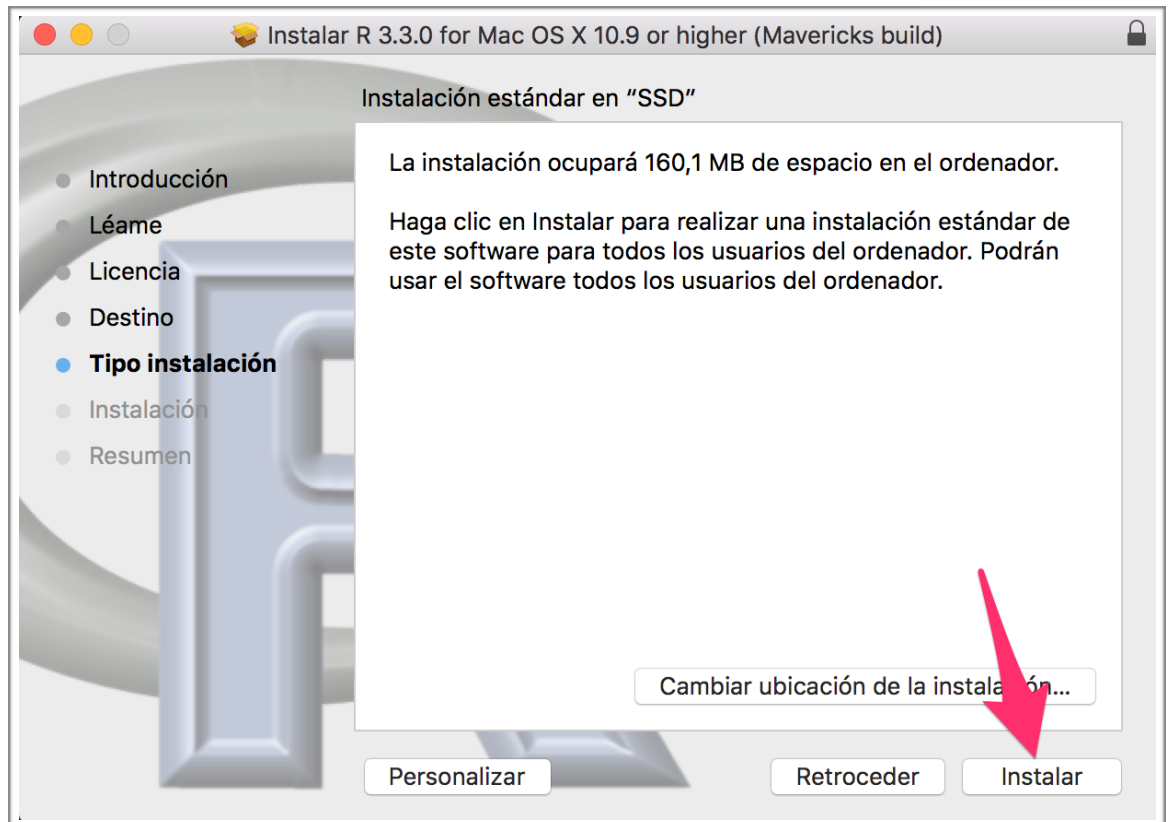 Instalar R 3.3.0 for Mac OS X 10.9 or higher (Mavericks build)
Instalación estándar en “SSD”
Introducción
Léame
Licencia
Destino
Tipo instalación
Instalación
Resumen
La instalación ocupará 160,1 MB de espacio en el ordenador.
Haga clic en Instalar para realizar una instalación estándar de
este software para todos los usuarios del ordenador. Podrán
usar el software todos los usuarios del ordenador.
Cambiar ubicación de la instalación...
Personalizar
Retroceder
Instalar